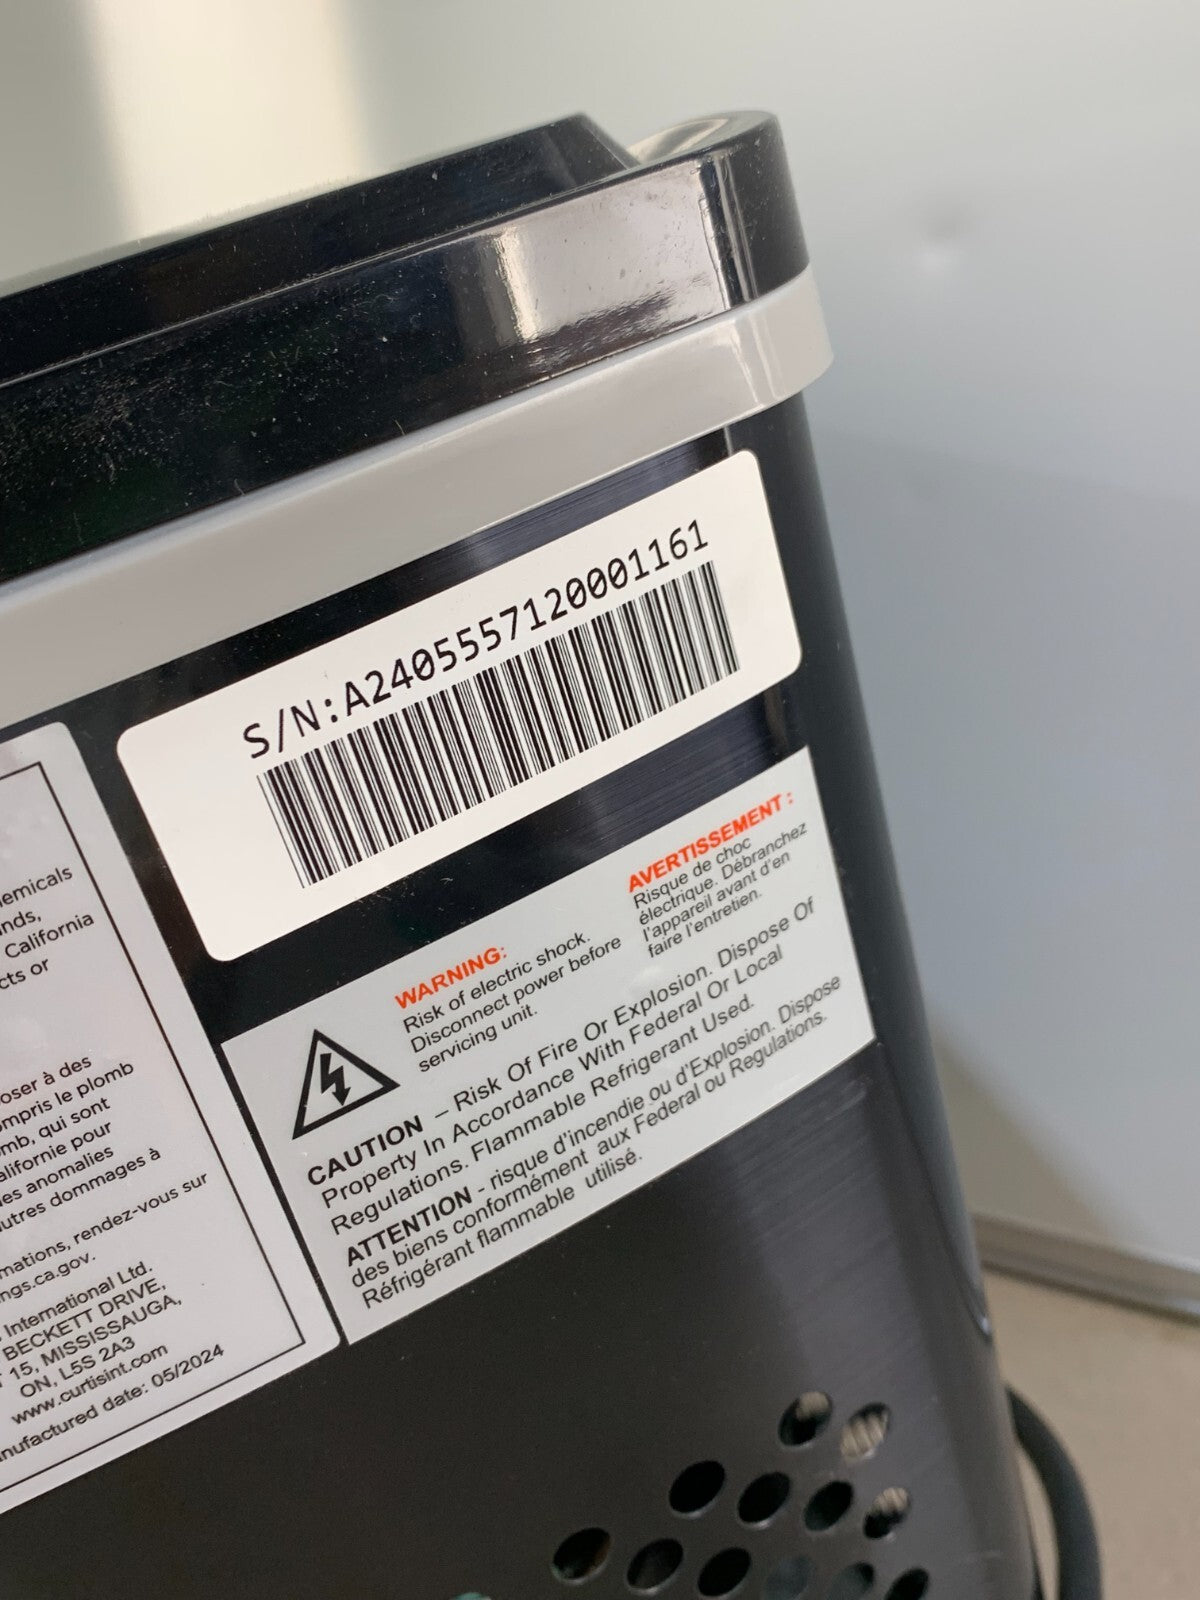 S/N:A2405557120001161
WARNING:
Risk of electric shock.
Disconnect power before
servicing unit.
AVERTISSEMENT :
Risque de choc
électrique. Débranchez
l'appareil avant d'en
faire l'entretien.
CAUTION – Risk Of Fire Or Explosion. Dispose Of
Property In Accordance With Federal Or Local
Regulations. Flammable Refrigerant Used.
ATTENTION - risque d'incendie ou d'Explosion. Dispose
des biens conformément aux Federal ou Regulations.
Réfrigérant flammable utilisé.
emicals
nds,
California
cts or
oser à des
ompris le plomb
mb, qui sont
alifornie pour
es anomalies
utres dommages à
mations, rendez-vous sur
ngs.ca.gov.
International Ltd.
BECKETT DRIVE,
15, MISSISSAUGA,
ON, L5S 2A3
www.curtisint.com
nufactured date: 05/2024